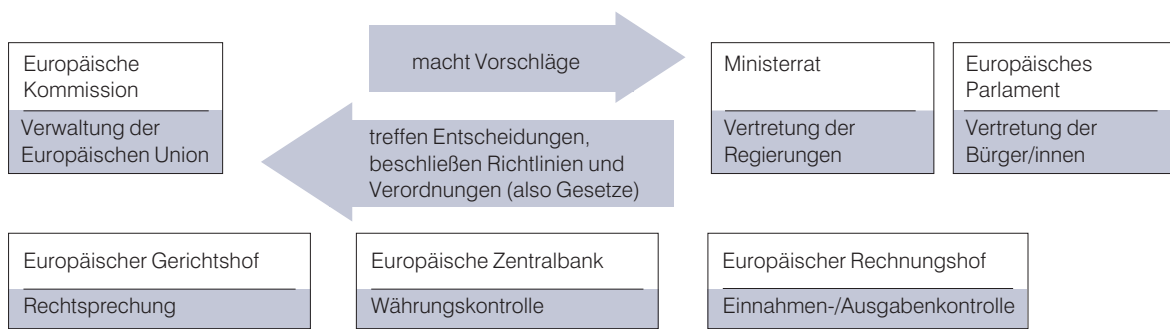 Europäische
Kommission
Verwaltung der
Europäischen Union
macht Vorschläge
treffen Entscheidungen,
beschließen Richtlinien und
Verordnungen (also Gesetze)
Ministerrat
Vertretung der
Regierungen
Europäisches
Parlament
Vertretung der
Bürger/innen
Europäischer Gerichtshof
Rechtsprechung
Europäische Zentralbank
Währungskontrolle
Europäischer Rechnungshof
Einnahmen-/Ausgabenkontrolle